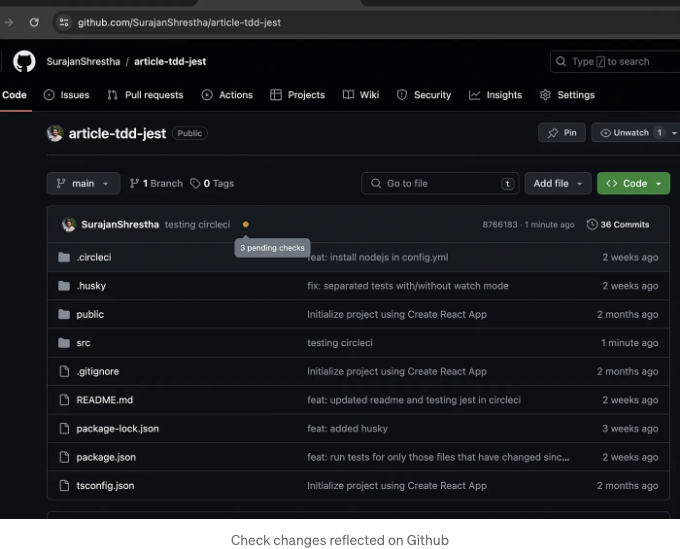 github.com/SurajanShrestha/article-tdd-jest
SurajanShrestha / article-tdd-jest
Type / to search
Code Issues Pull requests Actions Projects Wiki Security Insights Settings
article-tdd-jest Public
Pin Unwatch 1
main 1 Branch 0 Tags Go to file t Add file Code
SurajanShrestha testing circleci 8766183 · 1 minute ago 36 Commits
3 pending checks
.circleci feat: install nodejs in config.yml 2 weeks ago
.husky fix: separated tests with/without watch mode 2 weeks ago
public Initialize project using Create React App 2 months ago
src testing circleci 1 minute ago
.gitignore Initialize project using Create React App 2 months ago
README.md feat: updated readme and testing jest in circleci 2 weeks ago
package-lock.json feat: added husky 3 weeks ago
package.json feat: run tests for only those files that have changed sinc... 2 weeks ago
tsconfig.json Initialize project using Create React App 2 months ago
Check changes reflected on Github